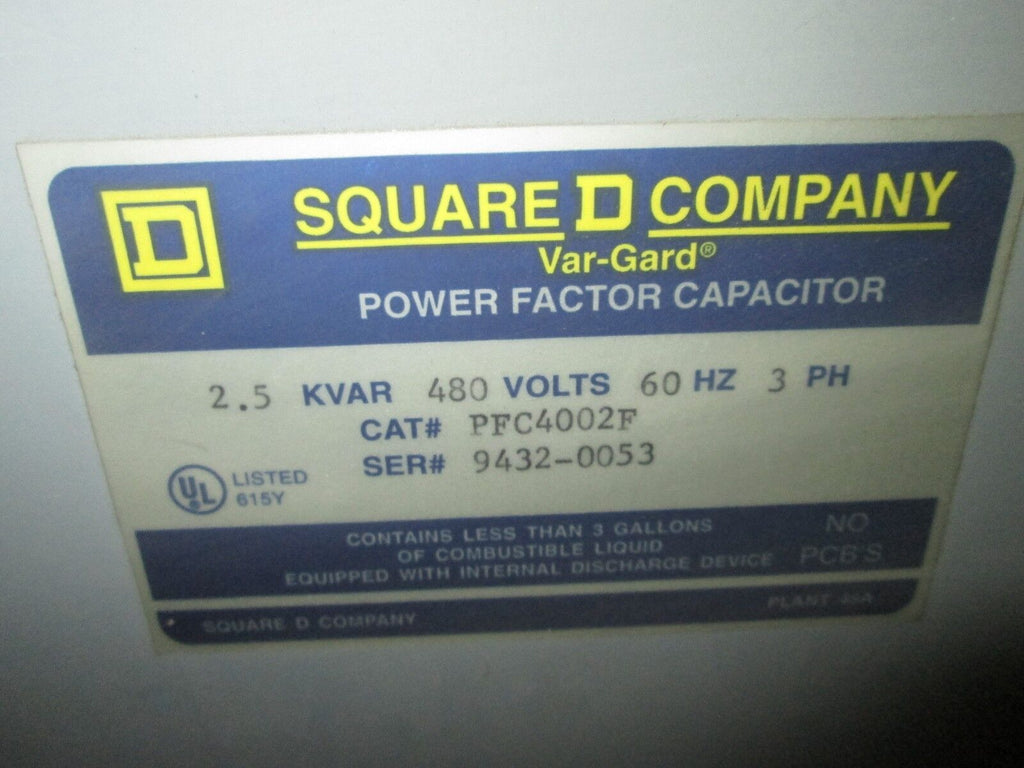 D
SQUARE D COMPANY
Var-Gard®
POWER FACTOR CAPACITOR
2.5 KVAR 480 VOLTS 60 HZ 3 PH
CAT# PFC4002F
SER# 9432-0053
UL LISTED
615Y
CONTAINS LESS THAN 3 GALLONS
OF COMBUSTIBLE LIQUID
EQUIPPED WITH INTERNAL DISCHARGE DEVICE
NO
PCB'S
SQUARE D COMPANY
PLANT